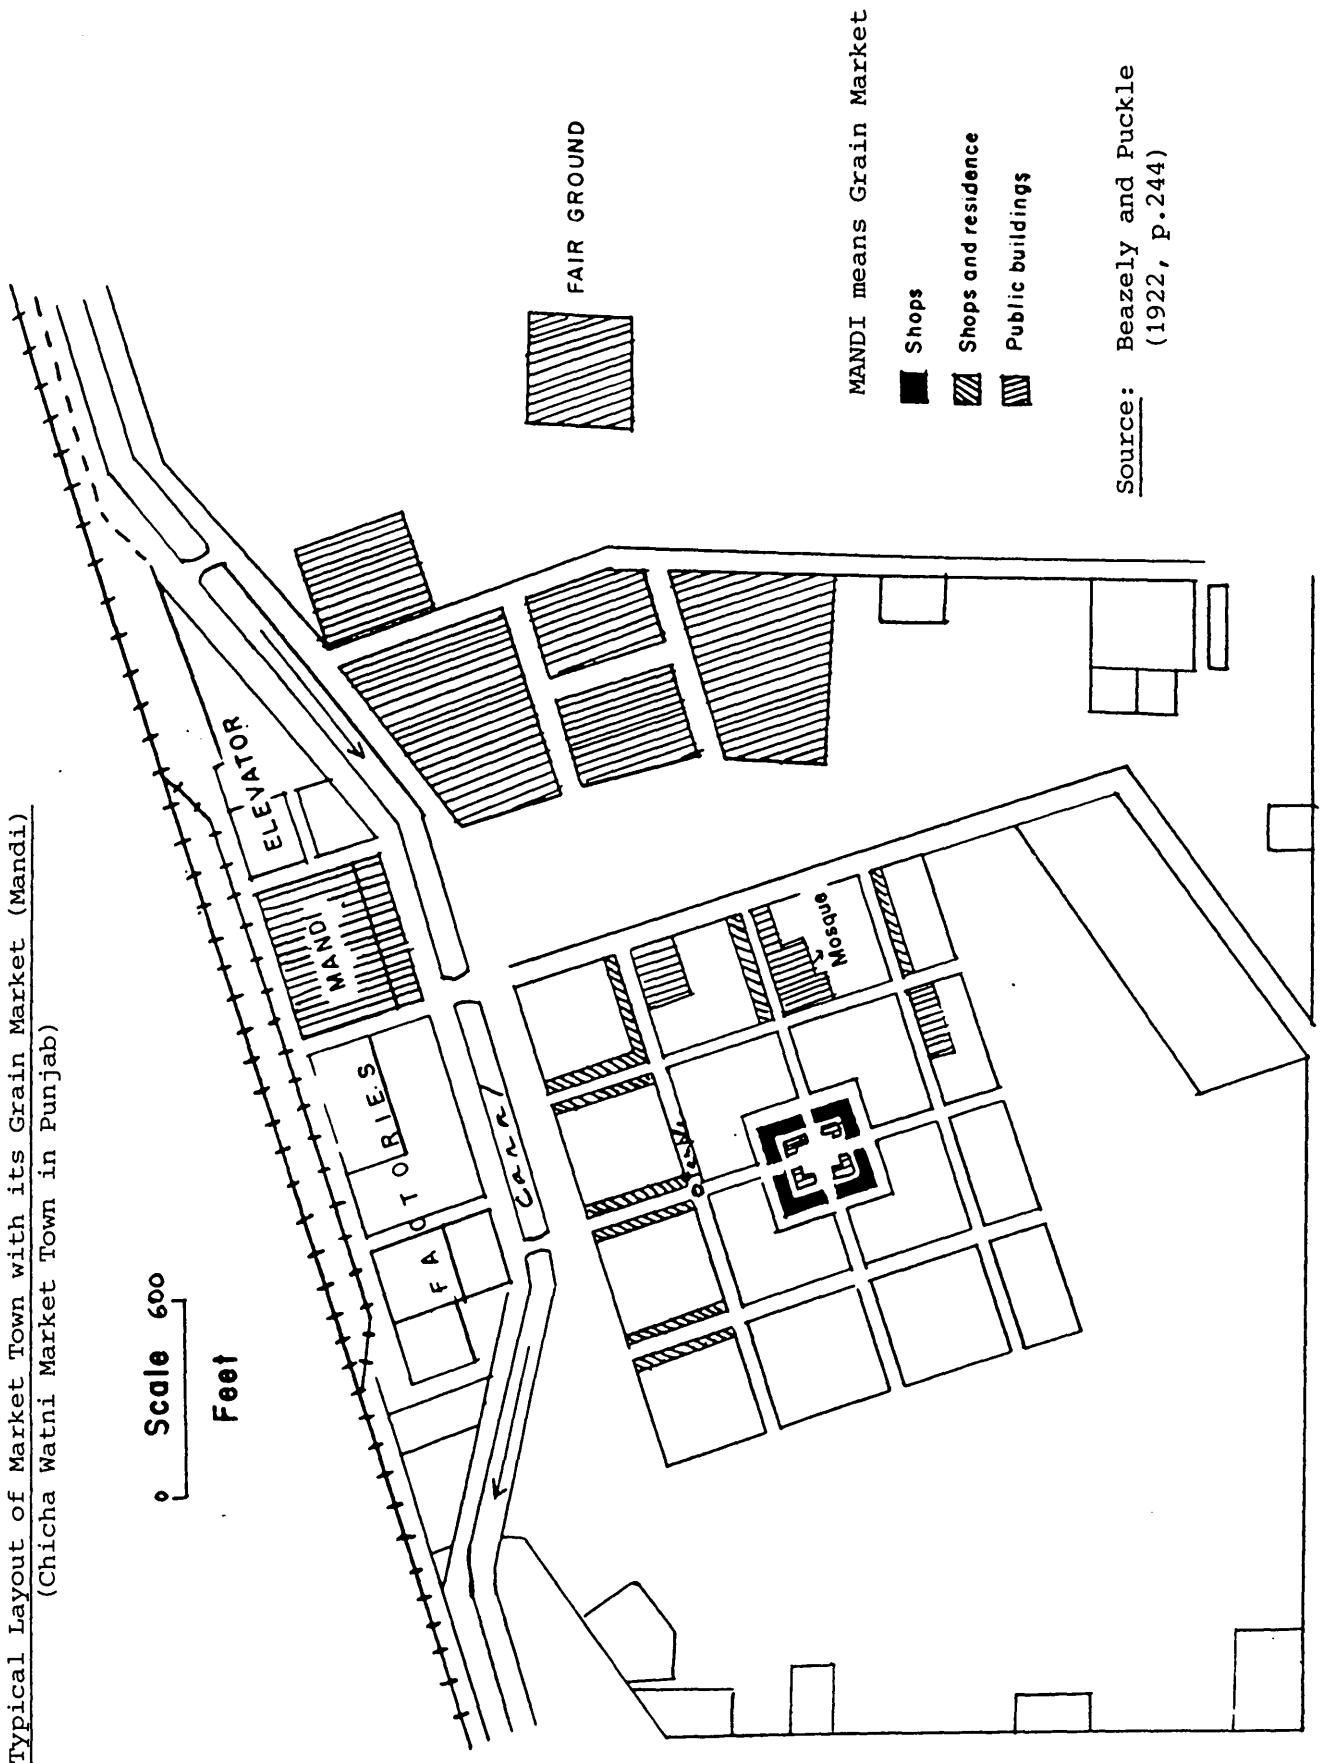 Typical Layout of Market Town with its Grain Market (Mandi)
(Chicha Watni Market Town in Punjab)
0 Scale 600
Feet
ELEVATOR
MAND
FACTORIES
Canal
Temple
Mosque
FAIR GROUND
MANDI means Grain Market
Shops
Shops and residence
Public buildings
Source: Beazely and Puckle
(1922, p.244)